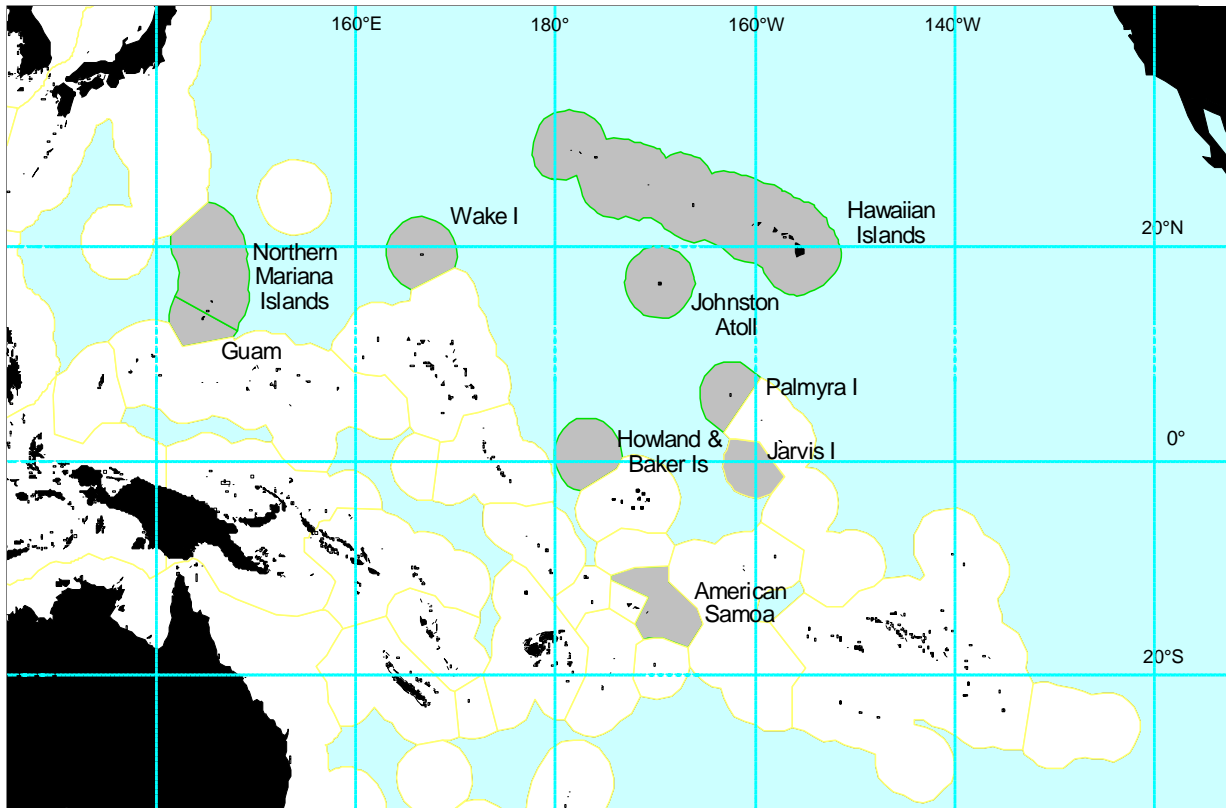 160°E
180°
160°W
140°W
Wake I
Hawaiian
Islands
20°N
Northern
Mariana
Islands
Johnston
Atoll
Guam
Palmyra I
Howland &
Baker Is
Jarvis I
0°
American
Samoa
20°S